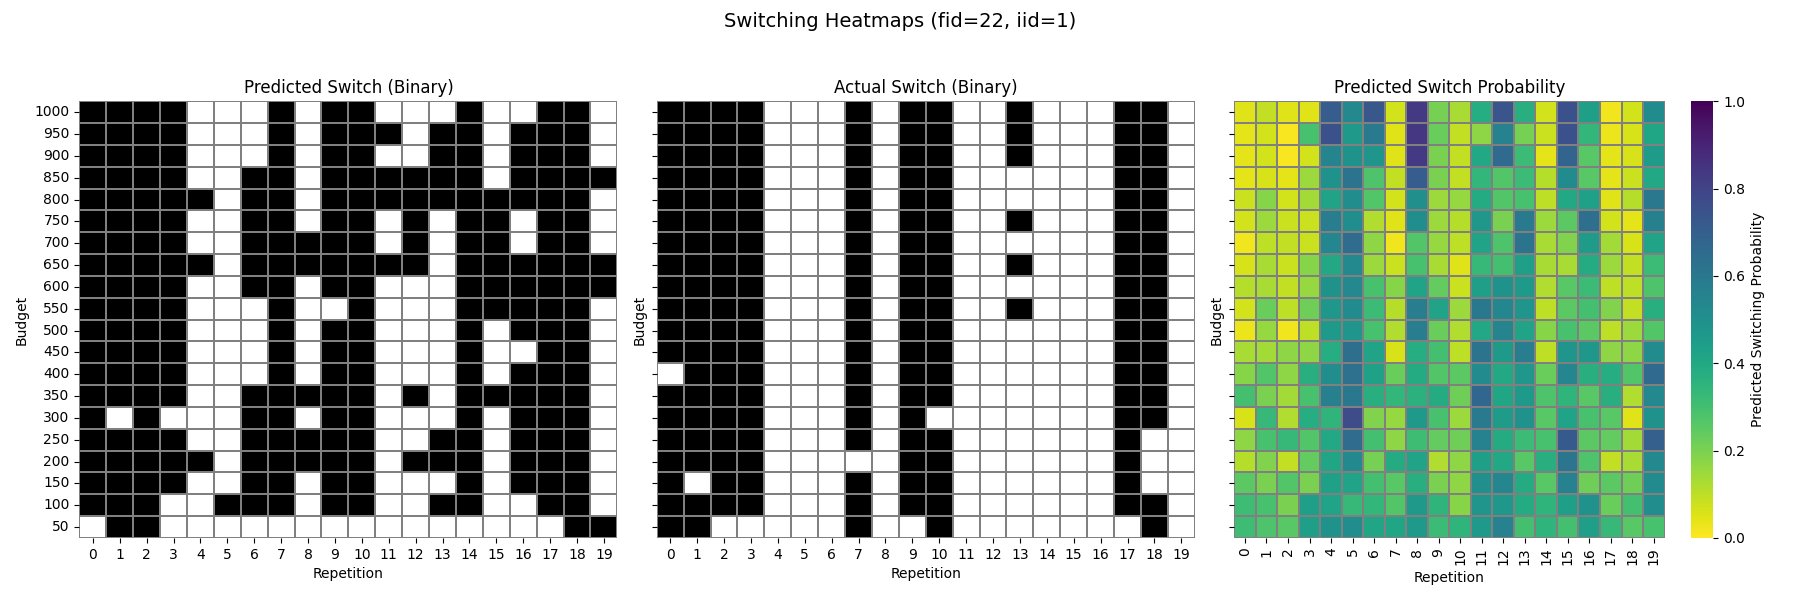 Switching Heatmaps (fid=22, iid=1)
Predicted Switch (Binary)
Budget
1000
950
900
850
800
750
700
650
600
550
500
450
400
350
300
250
200
150
100
50
0 1 2 3 4 5 6 7 8 9 10 11 12 13 14 15 16 17 18 19
Repetition
Actual Switch (Binary)
Budget
0 1 2 3 4 5 6 7 8 9 10 11 12 13 14 15 16 17 18 19
Repetition
Predicted Switch Probability
Budget
0 1 2 3 4 5 6 7 8 9 10 11 12 13 14 15 16 17 18 19
Repetition
1.0
0.8
0.6
0.4
0.2
0.0
Predicted Switching Probability